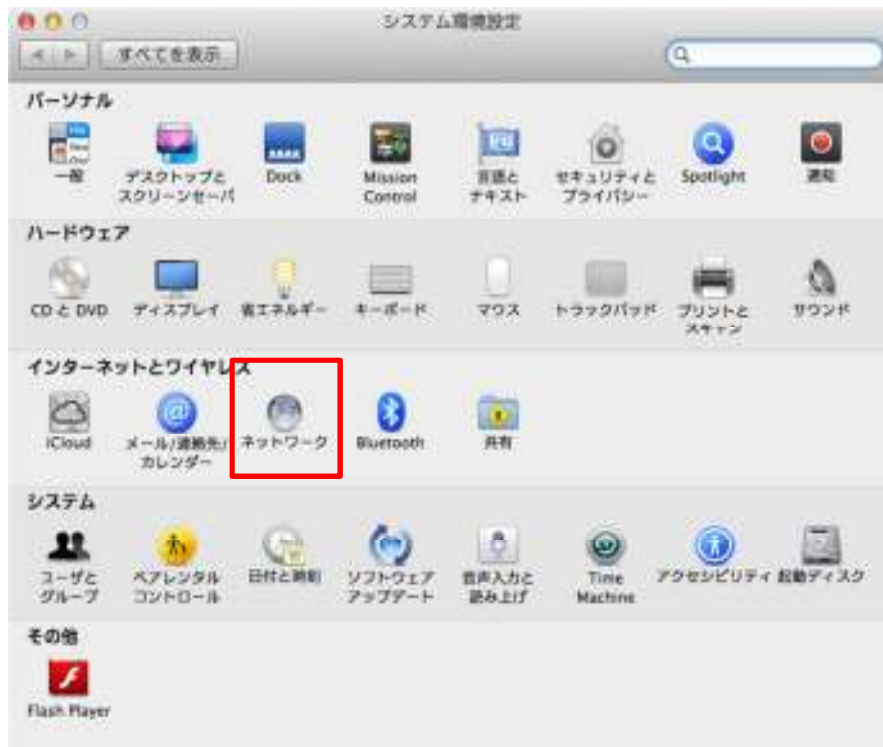 システム環境設定
すべてを表示
パーソナル
一般
デスクトップと
スクリーンセーバ
Dock
Mission
Control
言語と
テキスト
セキュリティと
プライバシー
Spotlight
通知
ハードウェア
CD と DVD
ディスプレイ
省エネルギー
キーボード
マウス
トラックパッド
プリントと
スキャン
サウンド
インターネットとワイヤレス
iCloud
メール/連絡先/
カレンダー
ネットワーク
Bluetooth
共有
システム
ユーザと
グループ
ペアレンタル
コントロール
日付と時刻
ソフトウェア
アップデート
音声入力と
読み上げ
Time
Machine
アクセシビリティ
起動ディスク
その他
Flash Player